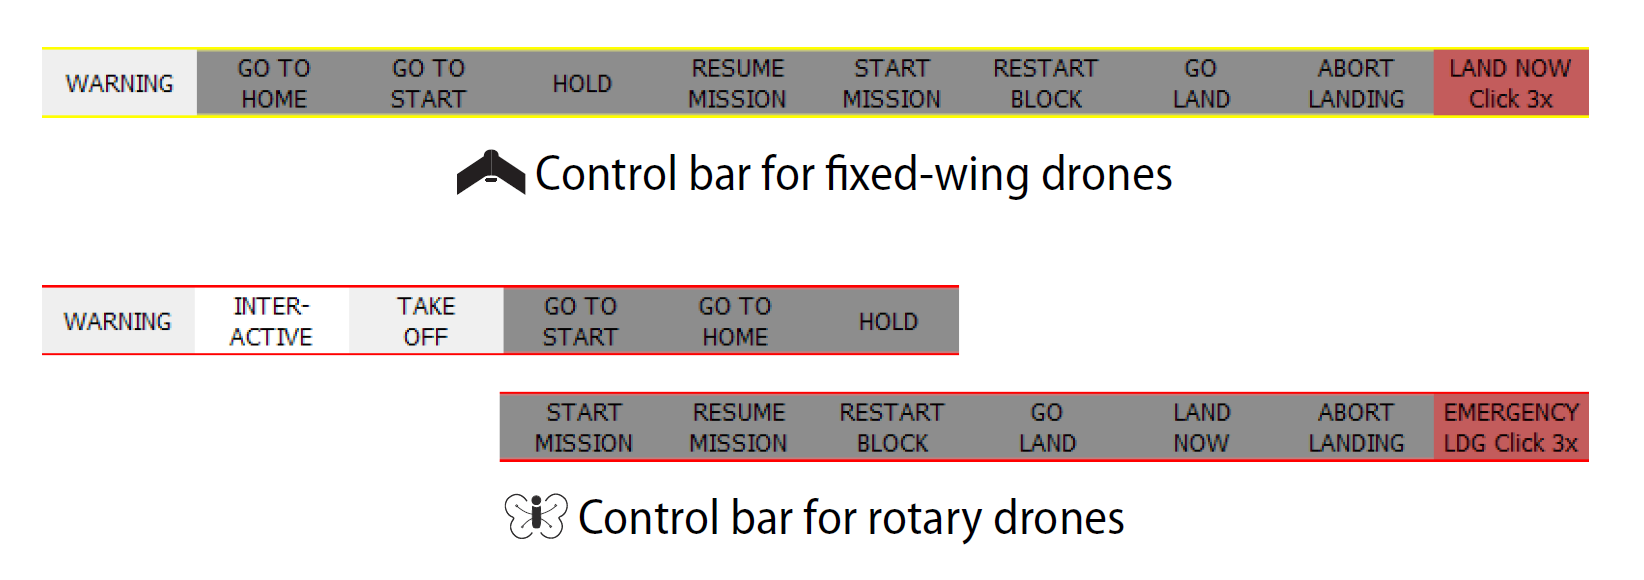 WARNING
GO TO
HOME
GO TO
START
HOLD
RESUME
MISSION
START
MISSION
RESTART
BLOCK
GO
LAND
ABORT
LANDING
LAND NOW
Click 3x
Control bar for fixed-wing drones
WARNING
INTER-
ACTIVE
TAKE
OFF
GO TO
START
GO TO
HOME
HOLD
START
MISSION
RESUME
MISSION
RESTART
BLOCK
GO
LAND
LAND
NOW
ABORT
LANDING
EMERGENCY
LDG Click 3x
Control bar for rotary drones